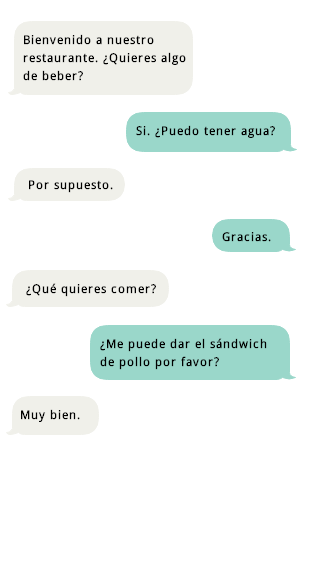 Bienvenido a nuestro
restaurante. ¿Quieres algo
de beber?
Si. ¿Puedo tener agua?
Por supuesto.
Gracias.
¿Qué quieres comer?
¿Me puede dar el sándwich
de pollo por favor?
Muy bien.